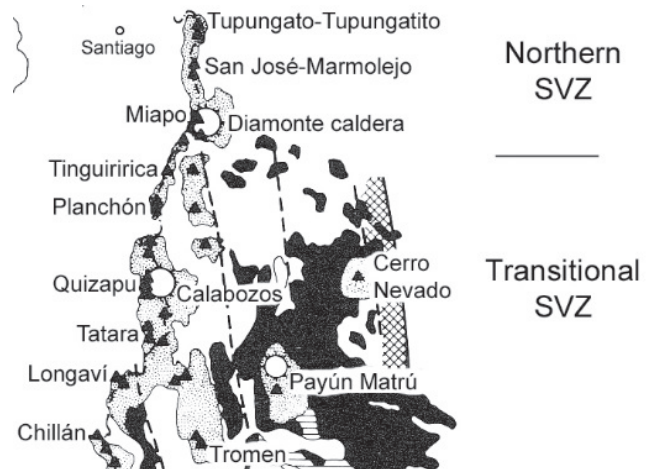 Tupungato-Tupungatito
Santiago
San José-Marmolejo
Northern
SVZ
Miapo
Diamonte caldera
Tinguiririca
Planchón
Cerro
Nevado
Quizapu
Calabozos
Transitional
SVZ
Tatara
Longaví
Payún Matrú
Chillán
Tromen